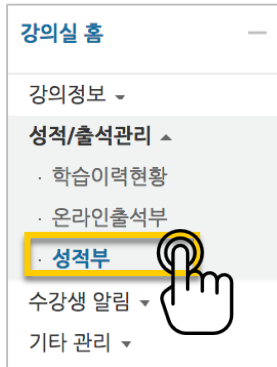 강의실 홈
강의정보
성적/출석관리
· 학습이력현황
· 온라인출석부
· 성적부
수강생 알림
기타 관리